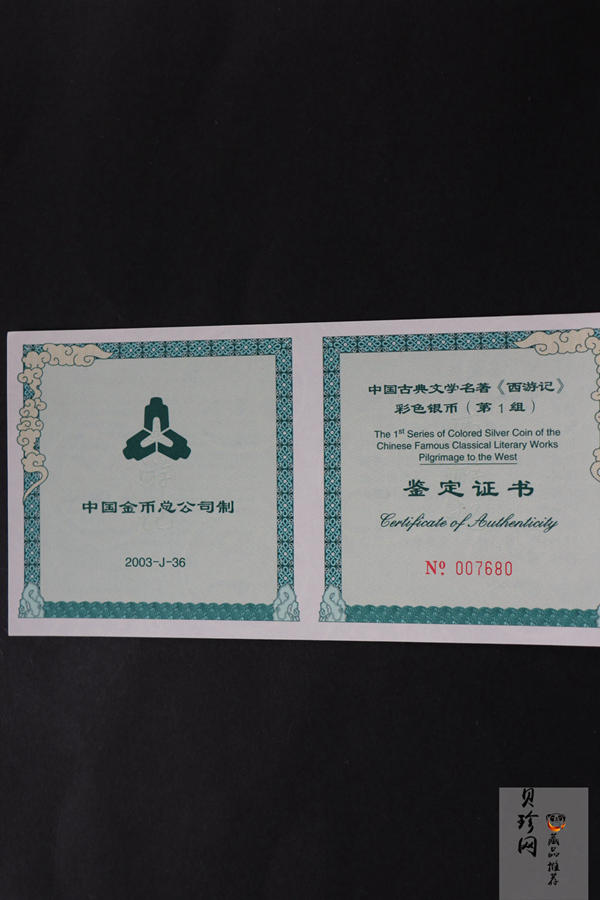 中国金币总公司制
2003-J-36
中国古典文学名著《西游记》
彩色银币（第1组）
The 1st Series of Colored Silver Coin of the
Chinese Famous Classical Literary Works
Pilgrimage to the West
鉴定证书
Certificate of Authenticity
Nº 007680
贝珍网
藏品推荐